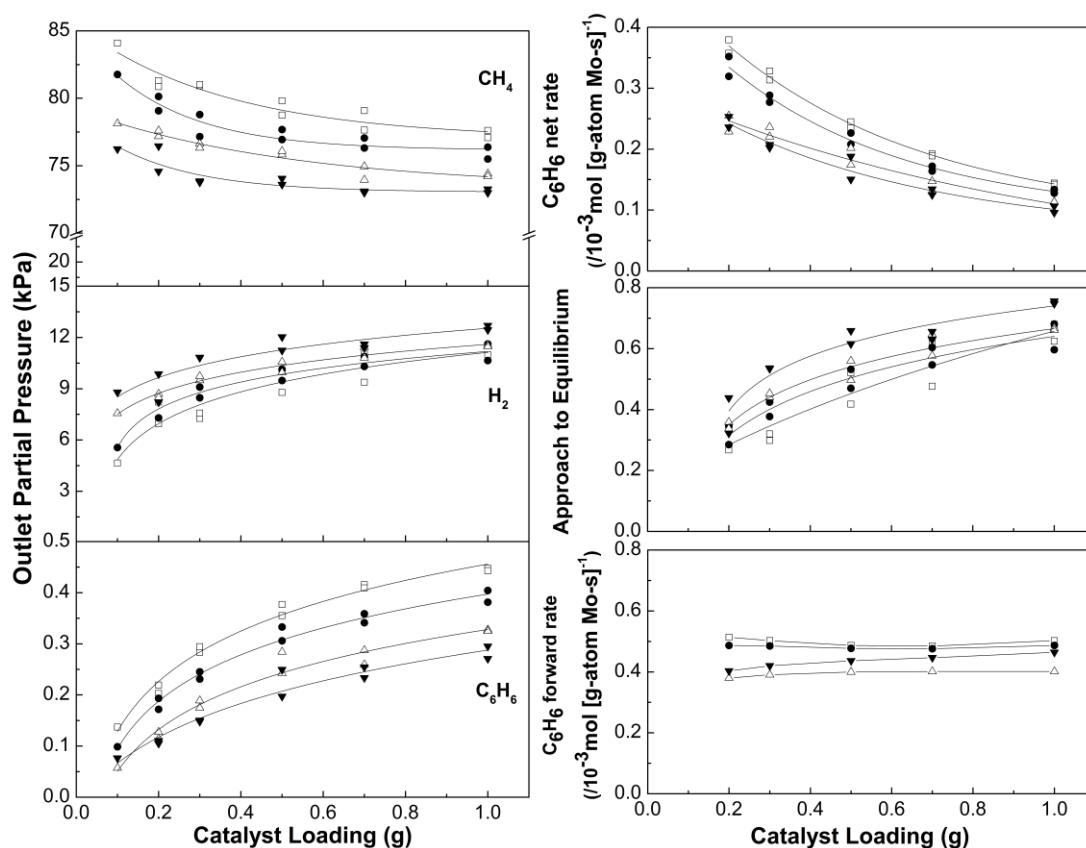 85
80
75
70
CH4
20
15
12
9
6
3
H2
0.5
0.4
0.3
0.2
0.1
0.0
C6H6
0.0 0.2 0.4 0.6 0.8 1.0
Catalyst Loading (g)
Outlet Partial Pressure (kPa)
0.4
0.3
0.2
0.1
0.0
C6H6 net rate
(/10-3mol [g-atom Mo-s]-1)
0.8
0.6
0.4
0.2
0.0
Approach to Equilibrium
0.8
0.6
0.4
0.2
0.0
C6H6 forward rate
(/10-3mol [g-atom Mo-s]-1)
0.0 0.2 0.4 0.6 0.8 1.0
Catalyst Loading (g)